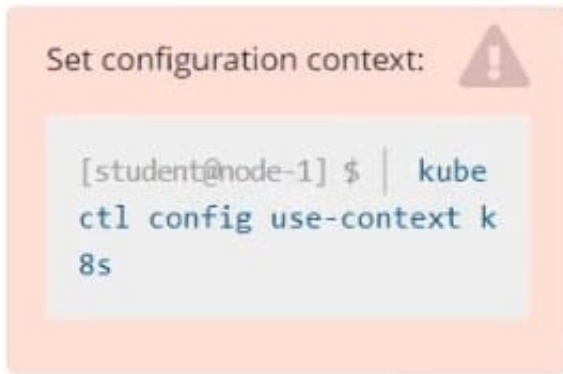 Set configuration context:
[student@node-1] $ | kube
ctl config use-context k
8s